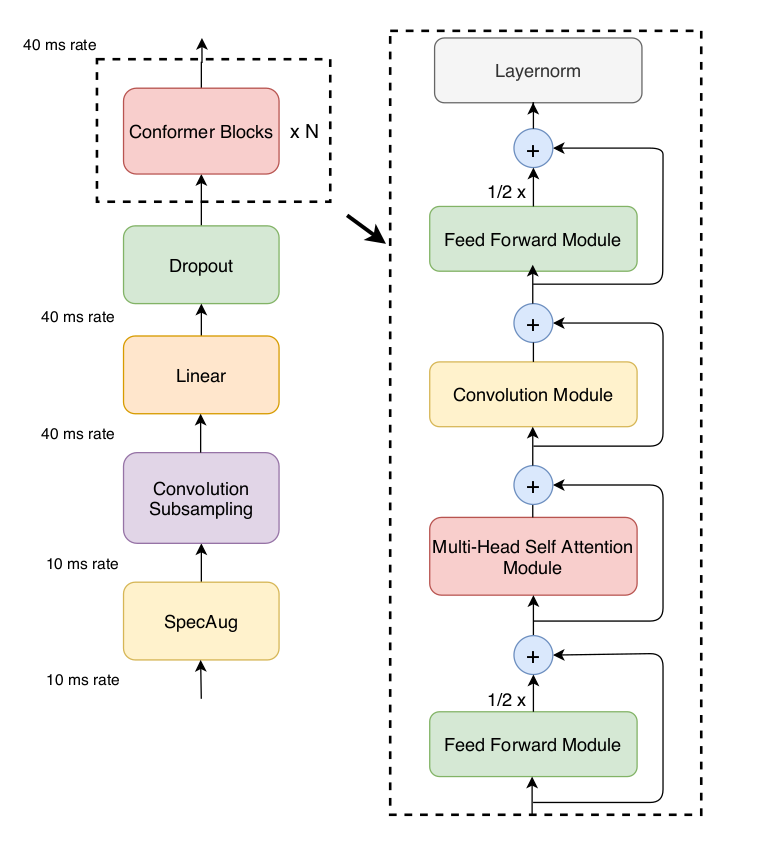 40 ms rate
Conformer Blocks
x N
Dropout
40 ms rate
Linear
40 ms rate
Convolution
Subsampling
10 ms rate
SpecAug
10 ms rate
Layernorm
+
1/2 x
Feed Forward Module
+
Convolution Module
+
Multi-Head Self Attention
Module
+
1/2 x
Feed Forward Module